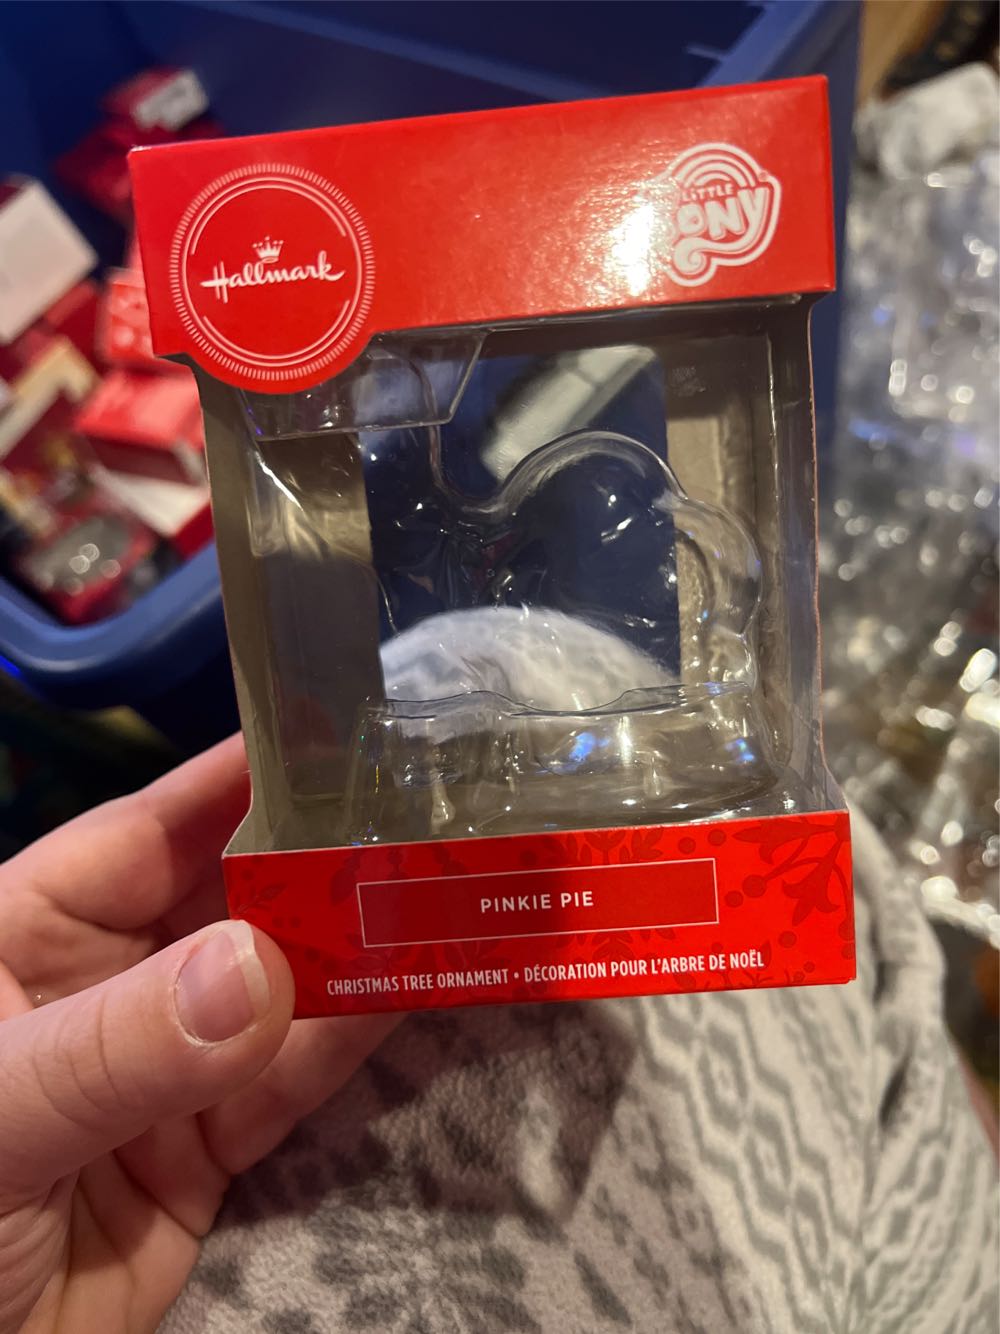 Hallmark
LITTLE
PONY
PINKIE PIE
CHRISTMAS TREE ORNAMENT • DÉCORATION POUR L'ARBRE DE NOËL